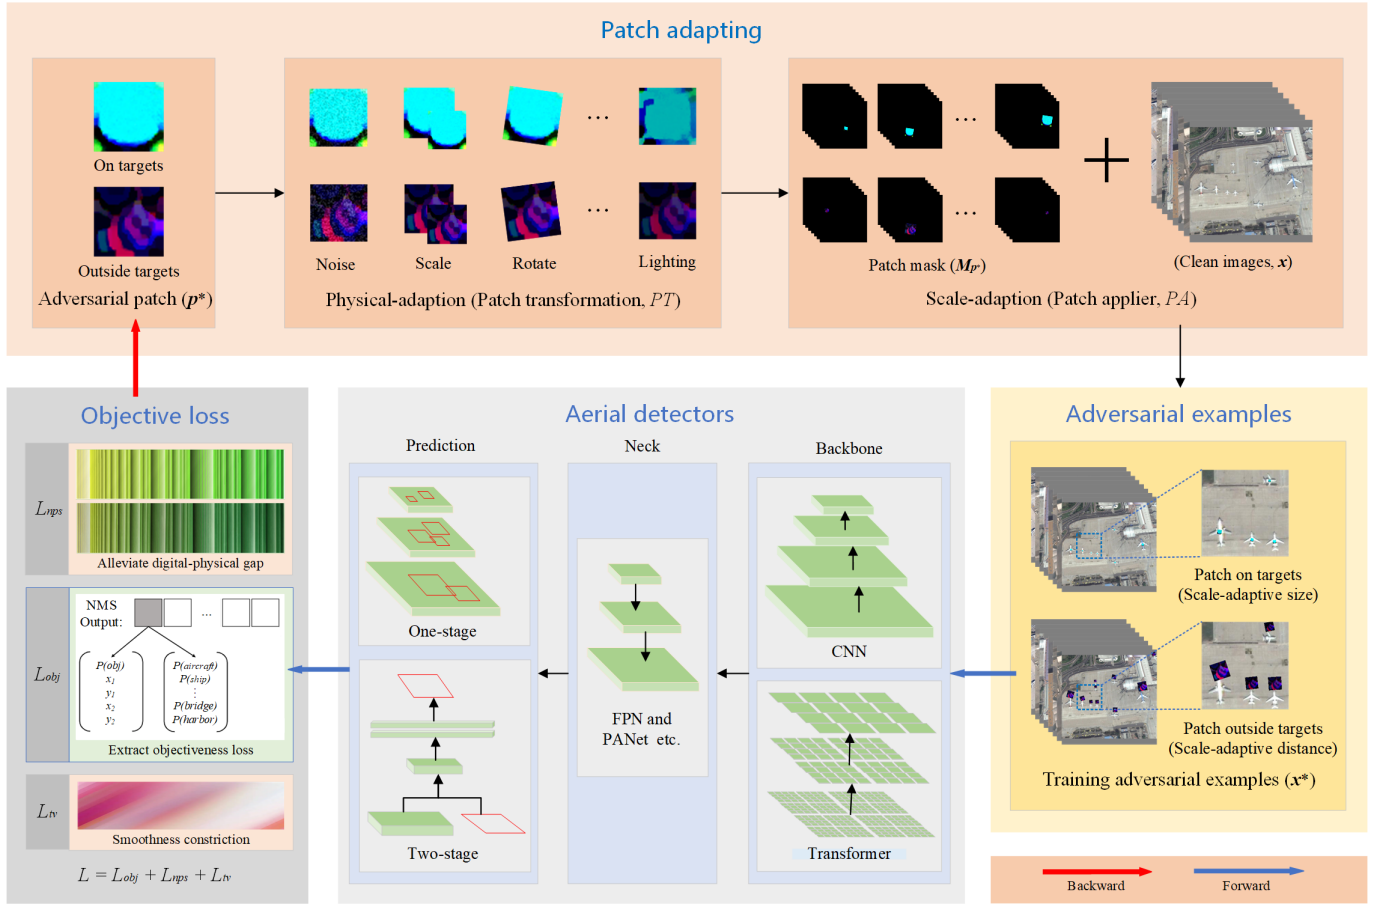 Patch adapting
On targets
Outside targets
Adversarial patch (p*)
...
...
Noise
Scale
Rotate
Lighting
Physical-adaption (Patch transformation, PT)
...
...
Patch mask (Mp*)
(Clean images, x)
Scale-adaption (Patch applier, PA)
Objective loss
Lnps
Alleviate digital-physical gap
Lobj
NMS
Output:
...
P(obj)
x1
y1
x2
y2
P(aircraft)
P(ship)
⋮
P(bridge)
P(harbor)
Extract objectiveness loss
Ltv
Smoothness constriction
L = Lobj + Lnps + Ltv
Aerial detectors
Prediction
One-stage
Two-stage
Neck
FPN and
PANet etc.
Backbone
CNN
Transformer
Adversarial examples
Patch on targets
(Scale-adaptive size)
Patch outside targets
(Scale-adaptive distance)
Training adversarial examples (x*)
Backward
Forward